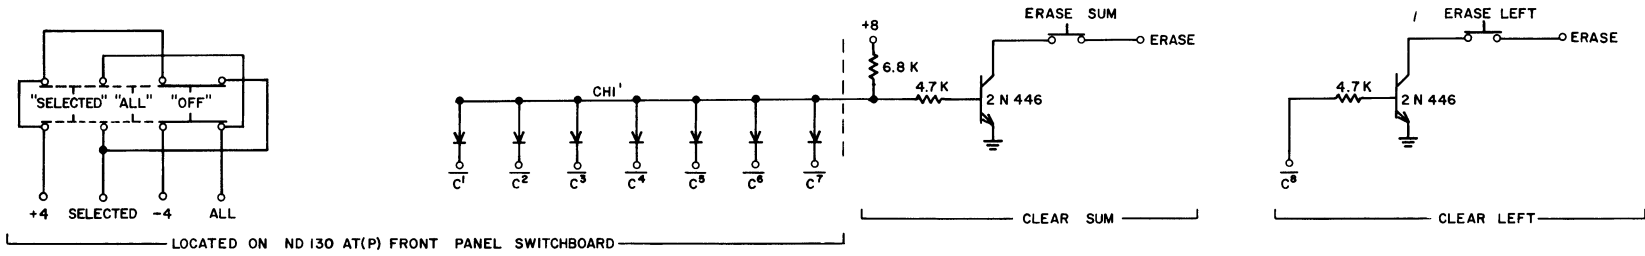 ERASE SUM
ERASE LEFT
+8
ERASE
ERASE
6.8 K
"SELECTED" "ALL" "OFF"
CHI'
4.7 K
4.7 K
2 N 446
2 N 446
C1 C2 C3 C4 C5 C6 C7
C8
+4 SELECTED -4 ALL
CLEAR SUM
CLEAR LEFT
LOCATED ON ND 130 AT(P) FRONT PANEL SWITCHBOARD